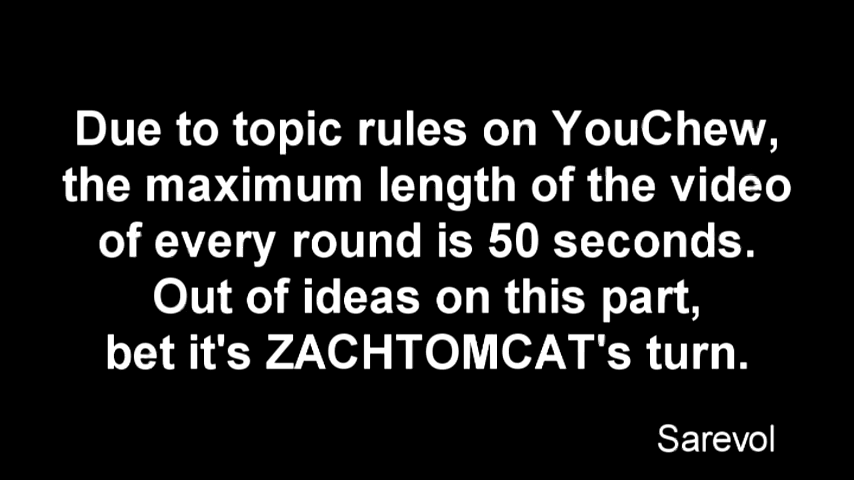 Due to topic rules on YouChew,
the maximum length of the video
of every round is 50 seconds.
Out of ideas on this part,
bet it's ZACHTOMCAT's turn.
Sarevol